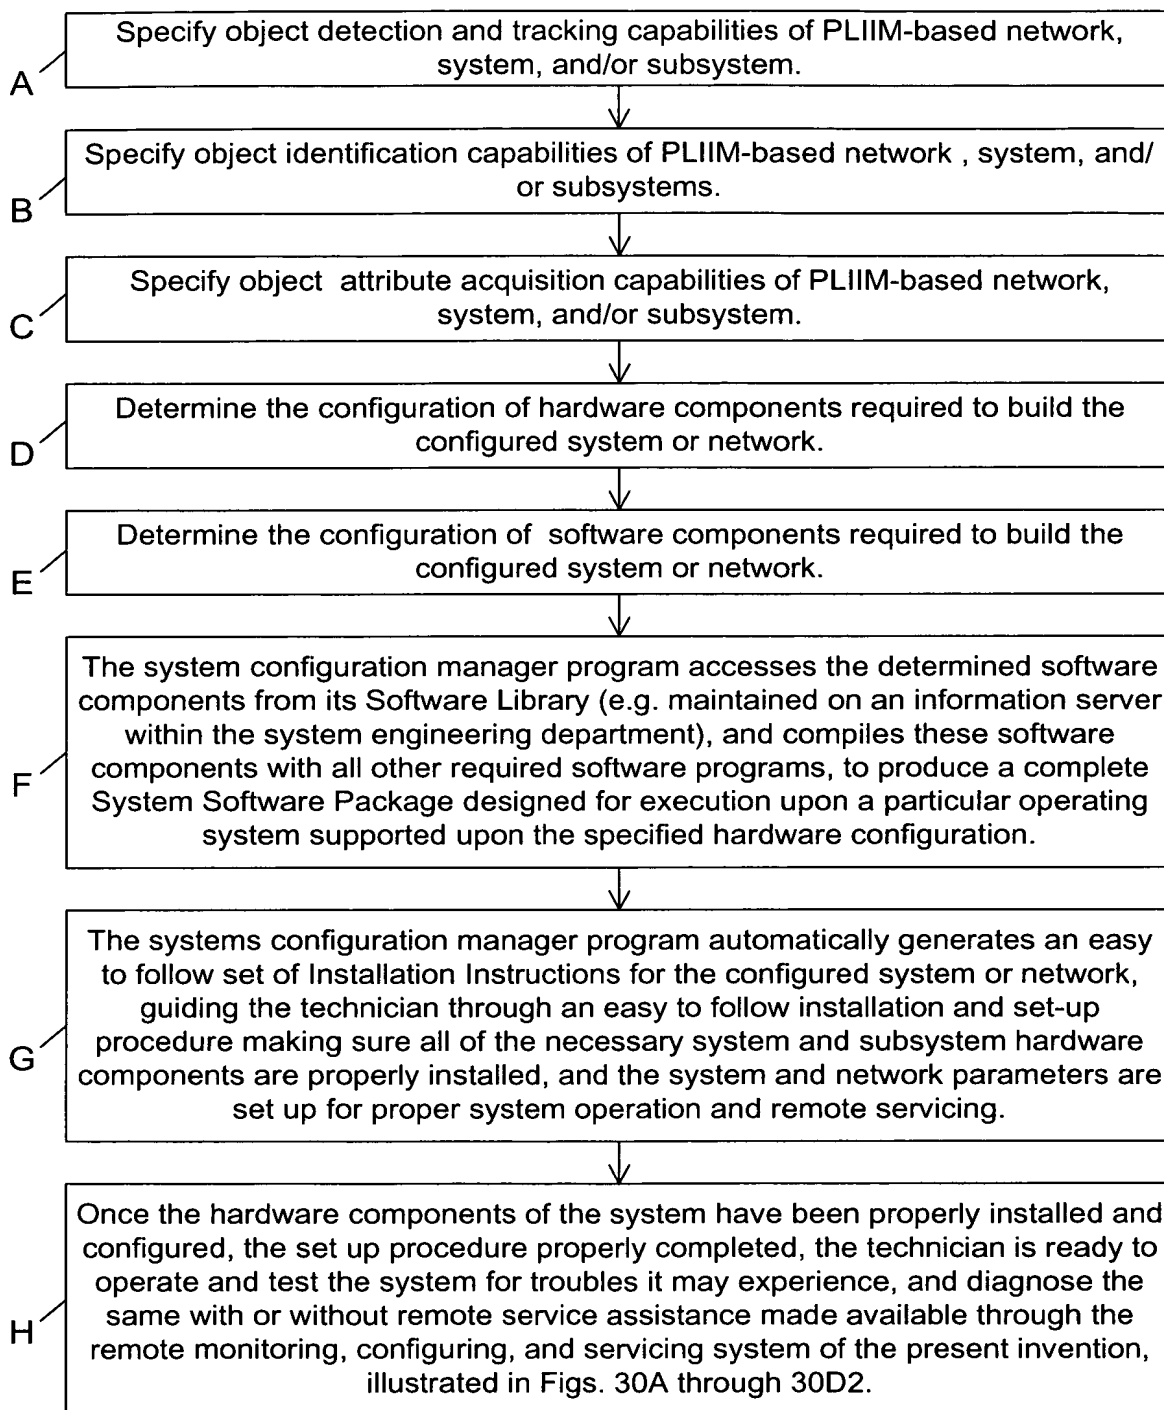 Specify object detection and tracking capabilities of PLIIM-based network,
system, and/or subsystem.
A
Specify object identification capabilities of PLIIM-based network , system, and/
or subsystems.
B
Specify object attribute acquisition capabilities of PLIIM-based network,
system, and/or subsystem.
C
Determine the configuration of hardware components required to build the
configured system or network.
D
Determine the configuration of software components required to build the
configured system or network.
E
The system configuration manager program accesses the determined software
components from its Software Library (e.g. maintained on an information server
within the system engineering department), and compiles these software
components with all other required software programs, to produce a complete
System Software Package designed for execution upon a particular operating
system supported upon the specified hardware configuration.
F
The systems configuration manager program automatically generates an easy
to follow set of Installation Instructions for the configured system or network,
guiding the technician through an easy to follow installation and set-up
procedure making sure all of the necessary system and subsystem hardware
components are properly installed, and the system and network parameters are
set up for proper system operation and remote servicing.
G
Once the hardware components of the system have been properly installed and
configured, the set up procedure properly completed, the technician is ready to
operate and test the system for troubles it may experience, and diagnose the
same with or without remote service assistance made available through the
remote monitoring, configuring, and servicing system of the present invention,
illustrated in Figs. 30A through 30D2.
H